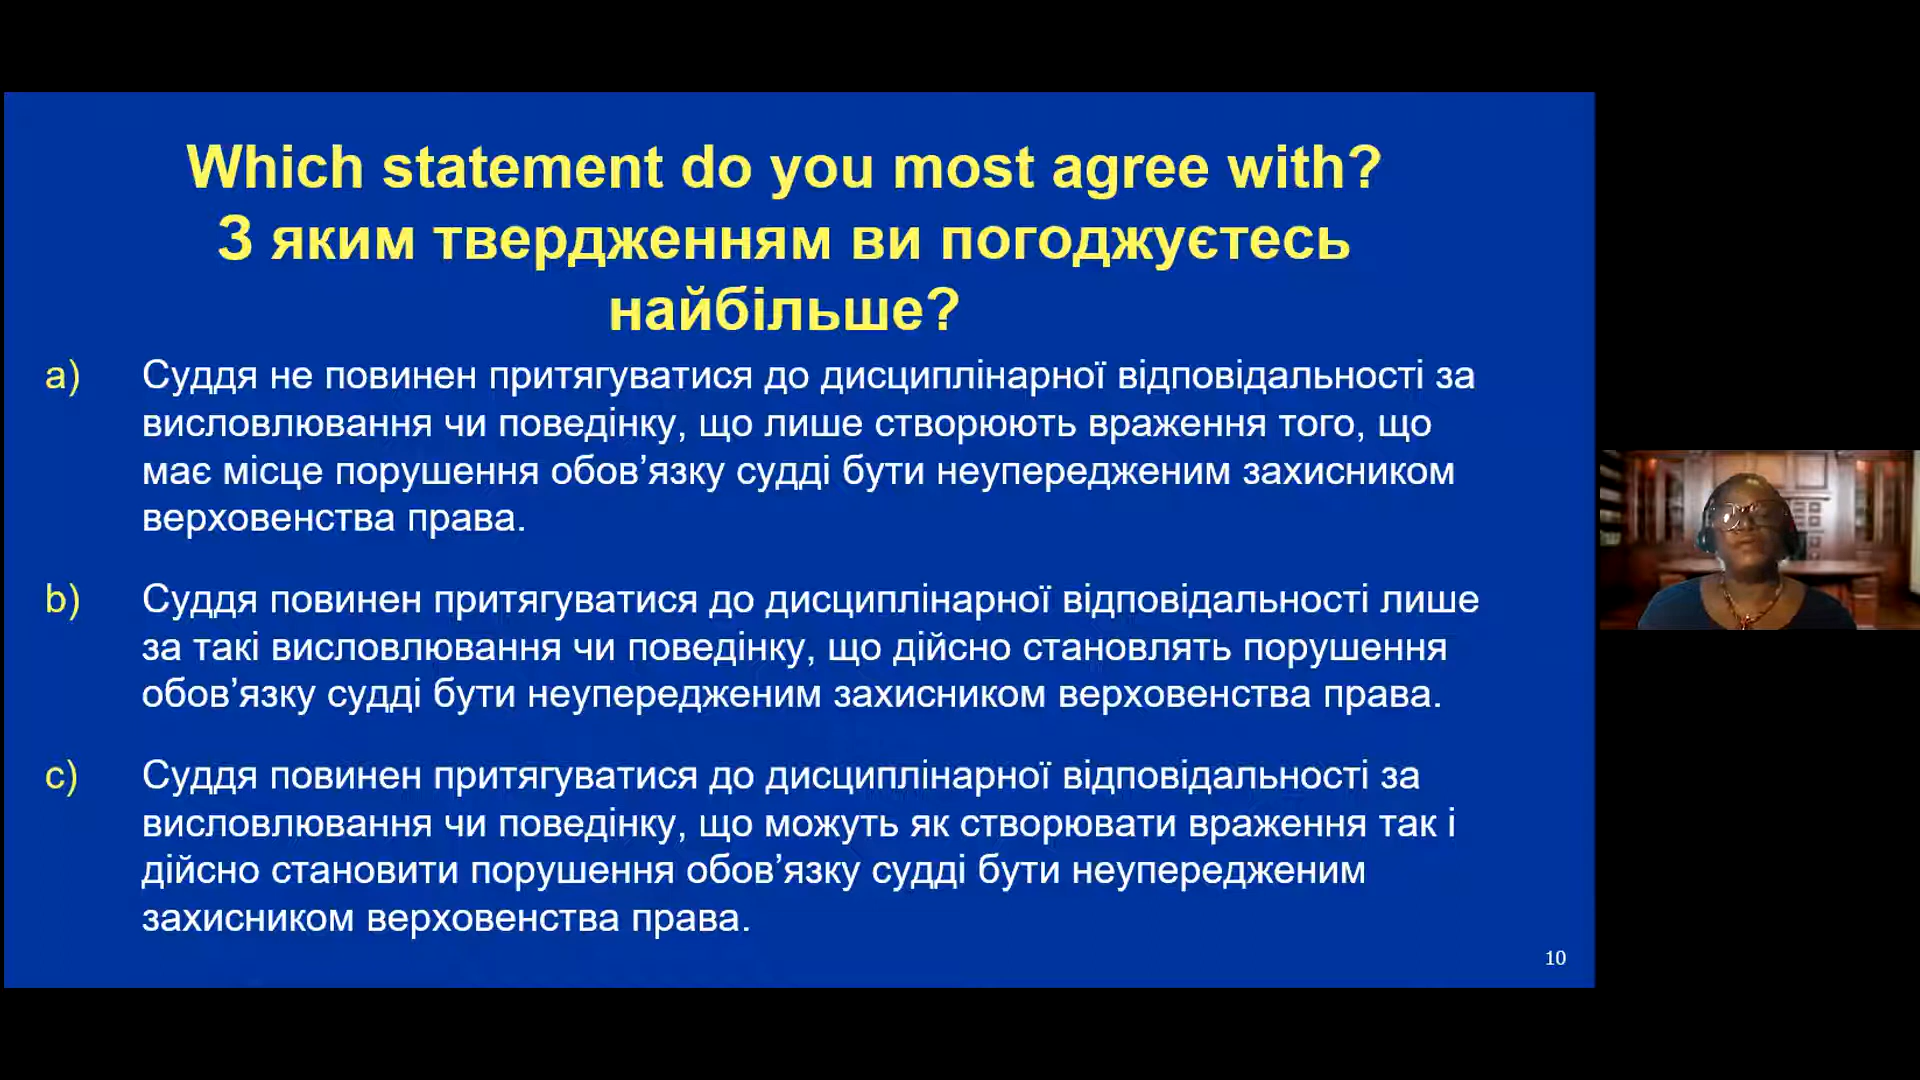 Which statement do you most agree with?
З яким твердженням ви погоджуєтесь
найбільше?
a) Суддя не повинен притягуватися до дисциплінарної відповідальності за
висловлювання чи поведінку, що лише створюють враження того, що
має місце порушення обов’язку судді бути неупередженим захисником
верховенства права.
b) Суддя повинен притягуватися до дисциплінарної відповідальності лише
за такі висловлювання чи поведінку, що дійсно становлять порушення
обов’язку судді бути неупередженим захисником верховенства права.
c) Суддя повинен притягуватися до дисциплінарної відповідальності за
висловлювання чи поведінку, що можуть як створювати враження так і
дійсно становити порушення обов’язку судді бути неупередженим
захисником верховенства права.
10